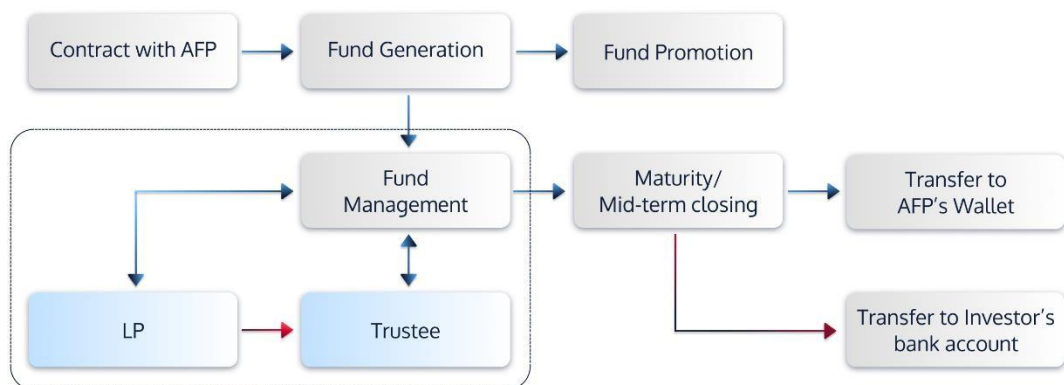 Contract with AFP
Fund Generation
Fund Promotion
Fund
Management
Maturity/
Mid-term closing
Transfer to
AFP's Wallet
LP
Trustee
Transfer to Investor's
bank account